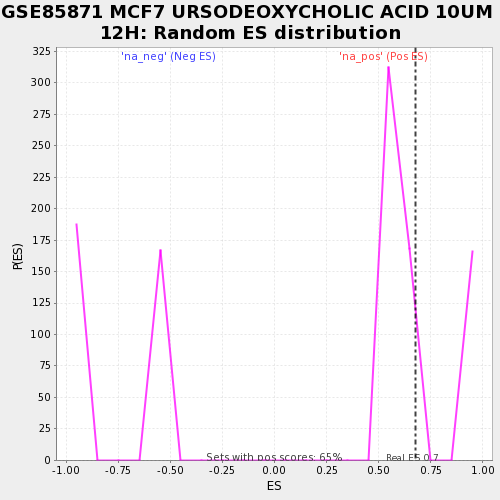 GSE85871 MCF7 URSODEOXYCHOLIC ACID 10UM
12H: Random ES distribution
'na_neg' (Neg ES)
'na_pos' (Pos ES)
325
300
275
250
225
200
175
150
125
100
75
50
25
0
P(ES)
Sets with pos scores: 65%
Real ES 0.7
-1.00
-0.75
-0.50
-0.25
0.00
0.25
0.50
0.75
1.00
ES